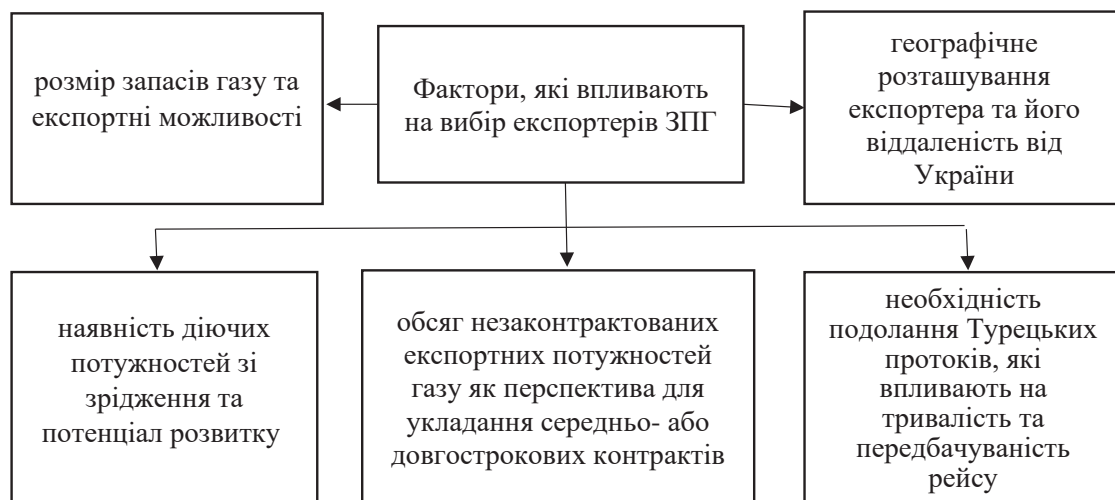 розмір запасів газу та
експортні можливості
Фактори, які впливають
на вибір експортерів ЗПГ
географічне
розташування
експортера та його
віддаленість від
України
наявність діючих
потужностей зі
зрідження та
потенціал розвитку
обсяг незаконтрактованих
експортних потужностей
газу як перспектива для
укладання середньо- або
довгострокових контрактів
необхідність
подолання Турецьких
протоків, які
впливають на
тривалість та
передбачуваність
рейсу